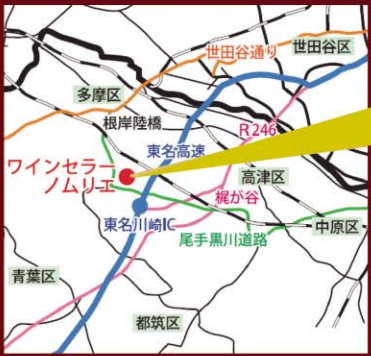 世田谷通り
世田谷区
多摩区
根岸陸橋
R246
東名高速
ワインセラー
ノムリエ
高津区
梶が谷
東名川崎IC
中原区
尾手黒川道路
青葉区
都筑区